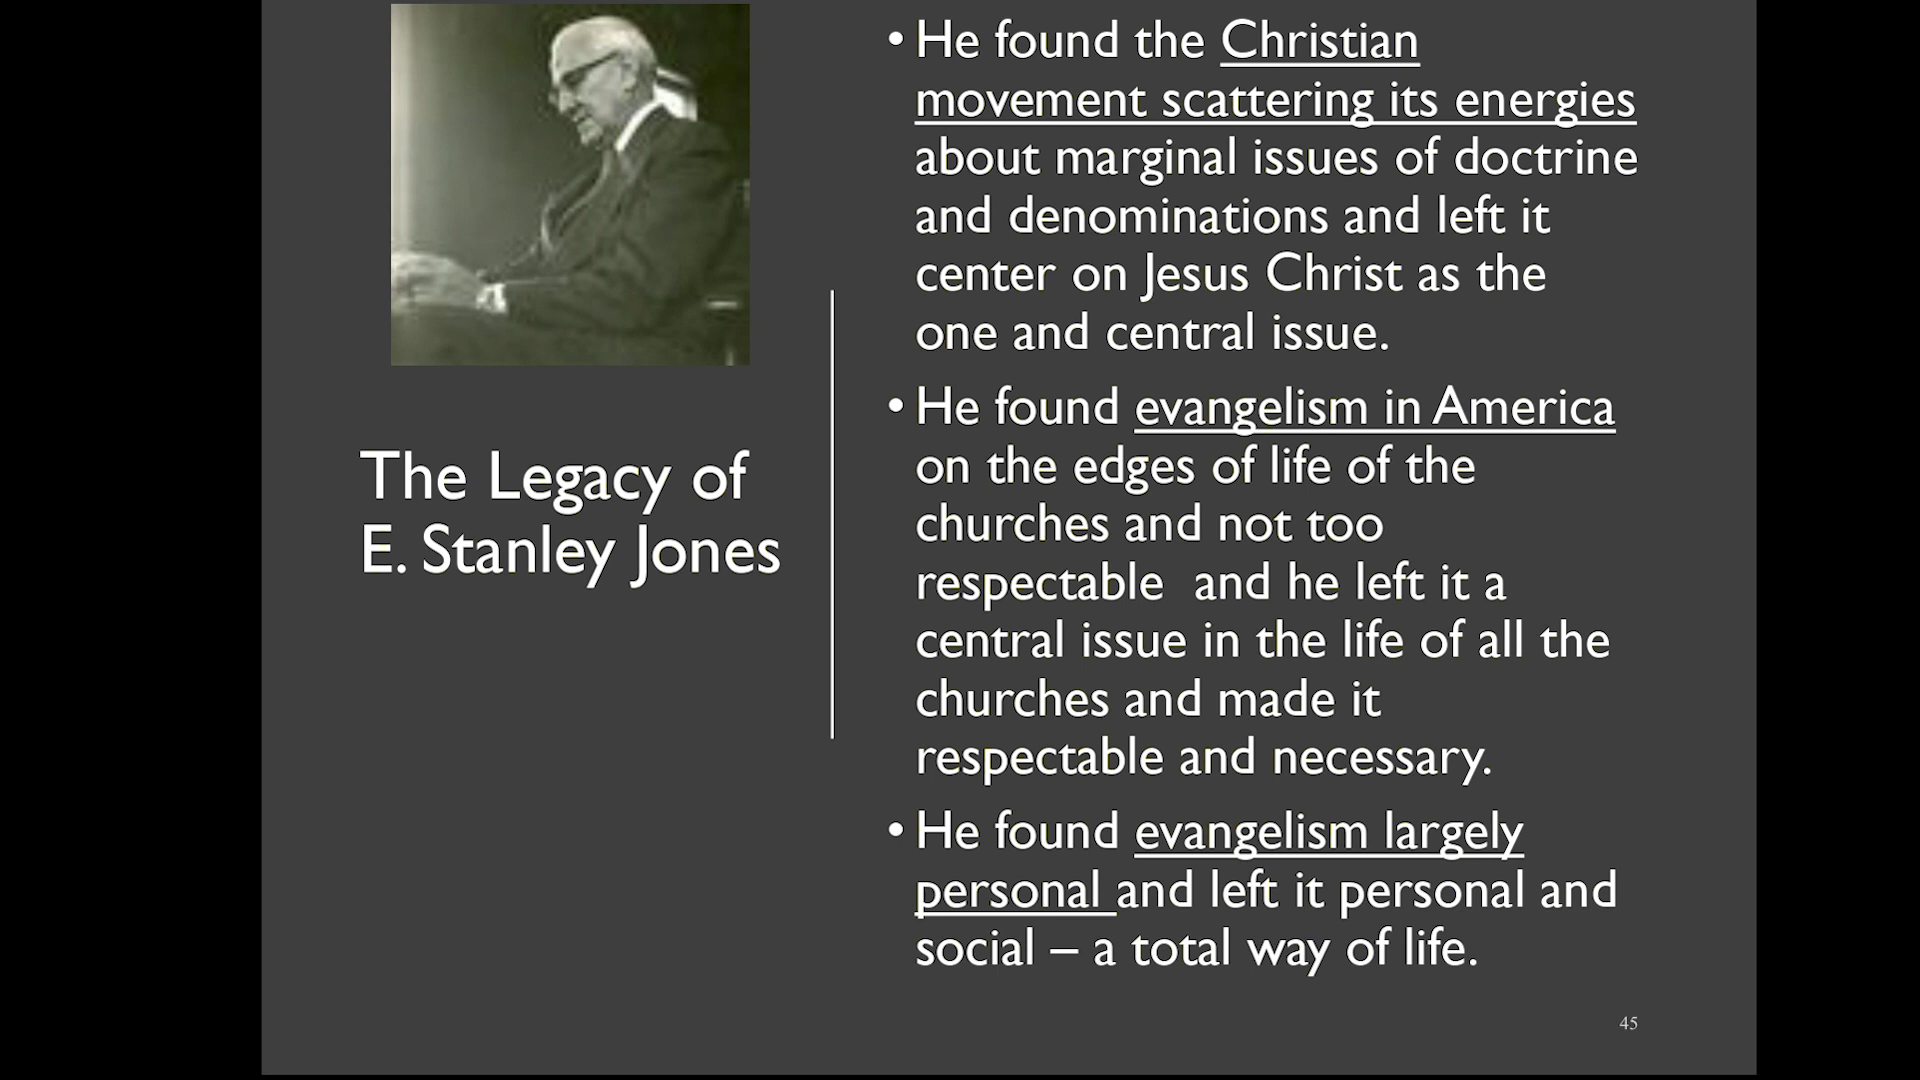 The Legacy of
E. Stanley Jones
• He found the Christian
movement scattering its energies
about marginal issues of doctrine
and denominations and left it
center on Jesus Christ as the
one and central issue.
• He found evangelism in America
on the edges of life of the
churches and not too
respectable  and he left it a
central issue in the life of all the
churches and made it
respectable and necessary.
• He found evangelism largely
personal and left it personal and
social – a total way of life.
45